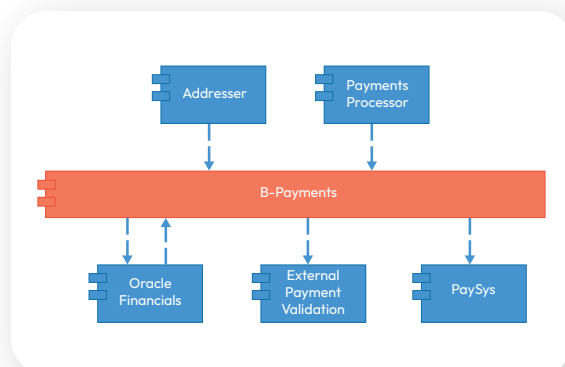 Addresser
Payments
Processor
B-Payments
Oracle
Financials
External
Payment
Validation
PaySys